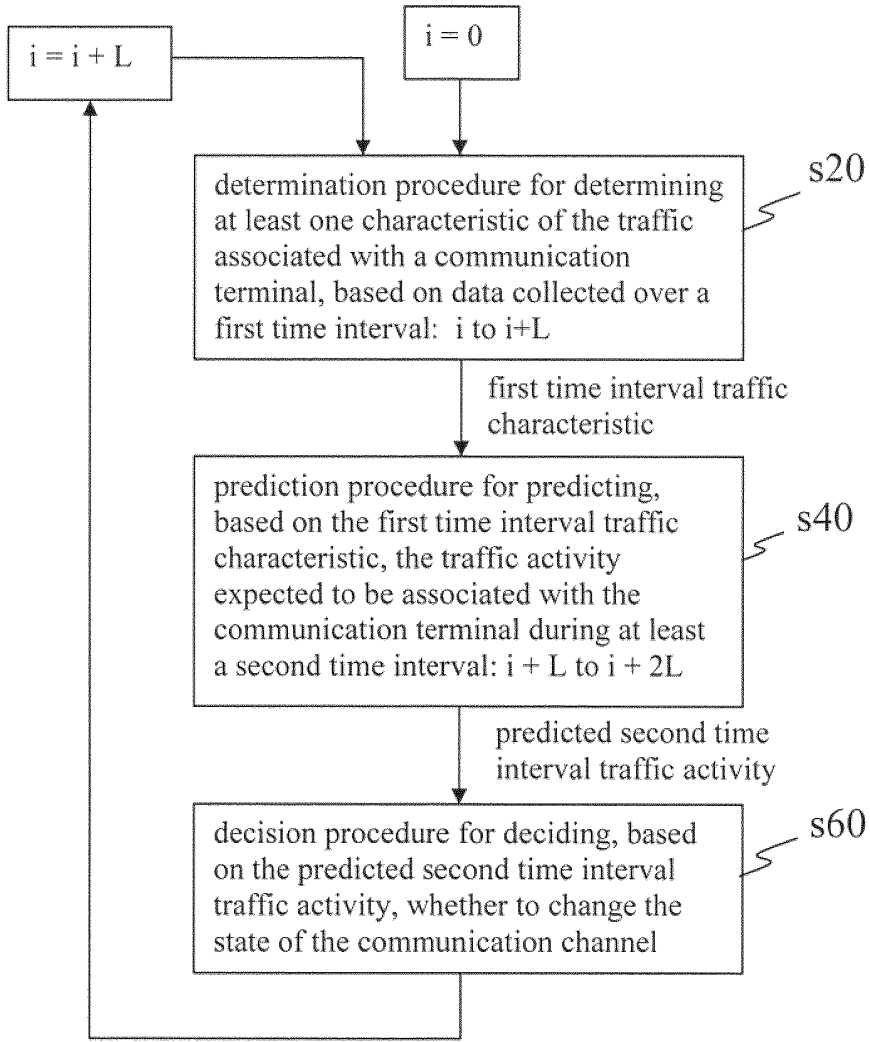 i = i + L
i = 0
s20
determination procedure for determining
at least one characteristic of the traffic
associated with a communication
terminal, based on data collected over a
first time interval: i to i+L
first time interval traffic
characteristic
s40
prediction procedure for predicting,
based on the first time interval traffic
characteristic, the traffic activity
expected to be associated with the
communication terminal during at least
a second time interval: i + L to i + 2L
predicted second time
interval traffic activity
s60
decision procedure for deciding, based
on the predicted second time interval
traffic activity, whether to change the
state of the communication channel